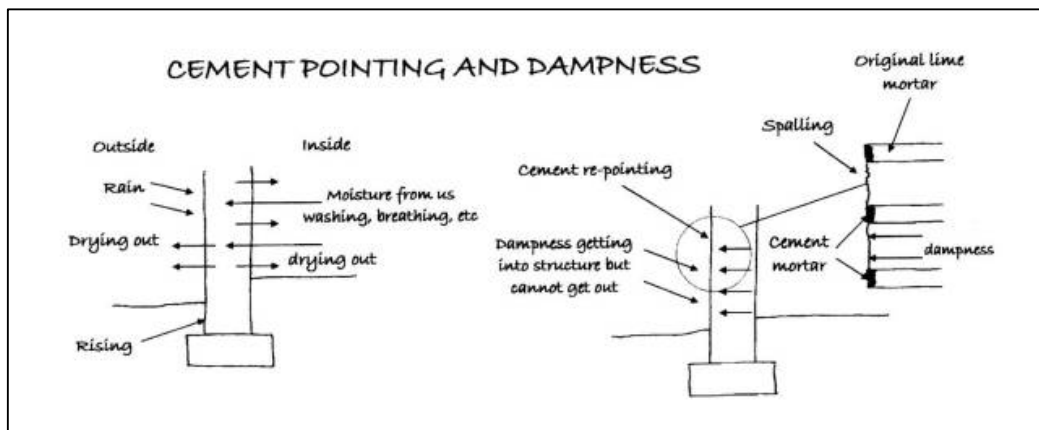 CEMENT POINTING AND DAMPNESS
Outside
Inside
Rain
Moisture from us
washing, breathing, etc
Drying out
drying out
Rising
Original lime
mortar
Spalling
Cement re-pointing
Dampness getting
into structure but
cannot get out
Cement
mortar
dampness